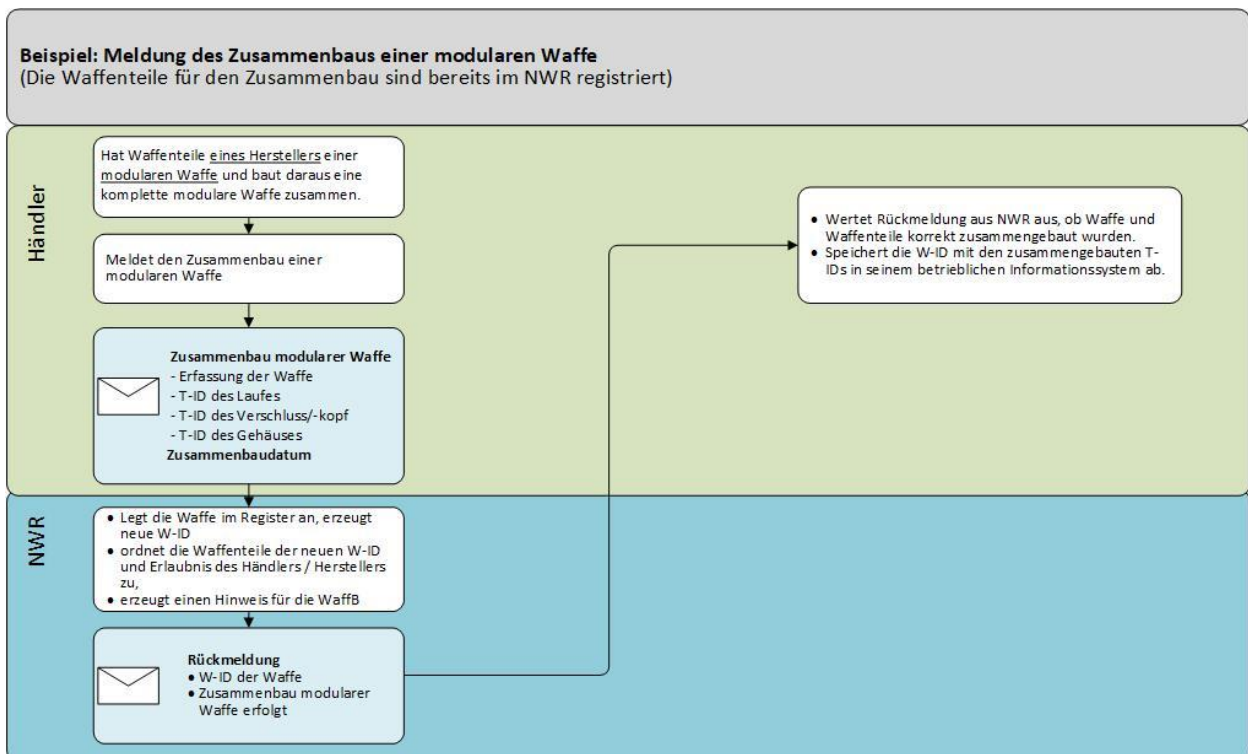 Beispiel: Meldung des Zusammenbaus einer modularen Waffe
(Die Waffenteile für den Zusammenbau sind bereits im NWR registriert)
Händler
Hat Waffenteile eines Herstellers einer
modularen Waffe und baut daraus eine
komplette modulare Waffe zusammen.
Meldet den Zusammenbau einer
modularen Waffe
Zusammenbau modularer Waffe
- Erfassung der Waffe
- T-ID des Laufes
- T-ID des Verschluss/-kopf
- T-ID des Gehäuses
Zusammenbaudatum
• Wertet Rückmeldung aus NWR aus, ob Waffe und
Waffenteile korrekt zusammengebaut wurden.
• Speichert die W-ID mit den zusammengebauten T-
IDs in seinem betrieblichen Informationssystem ab.
NWR
• Legt die Waffe im Register an, erzeugt
neue W-ID
• ordnet die Waffenteile der neuen W-ID
und Erlaubnis des Händlers / Herstellers
zu,
• erzeugt einen Hinweis für die WaffB
Rückmeldung
• W-ID der Waffe
• Zusammenbau modularer
Waffe erfolgt